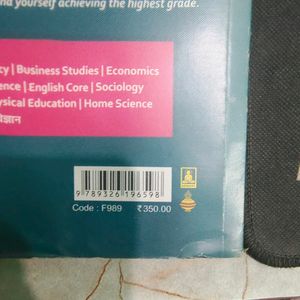 nd yourself achieving the highest grade.
cy | Business Studies | Economics
ence | English Core | Sociology
ysical Education | Home Science
विज्ञान
9 789326 196598
Code : F989 ₹350.00